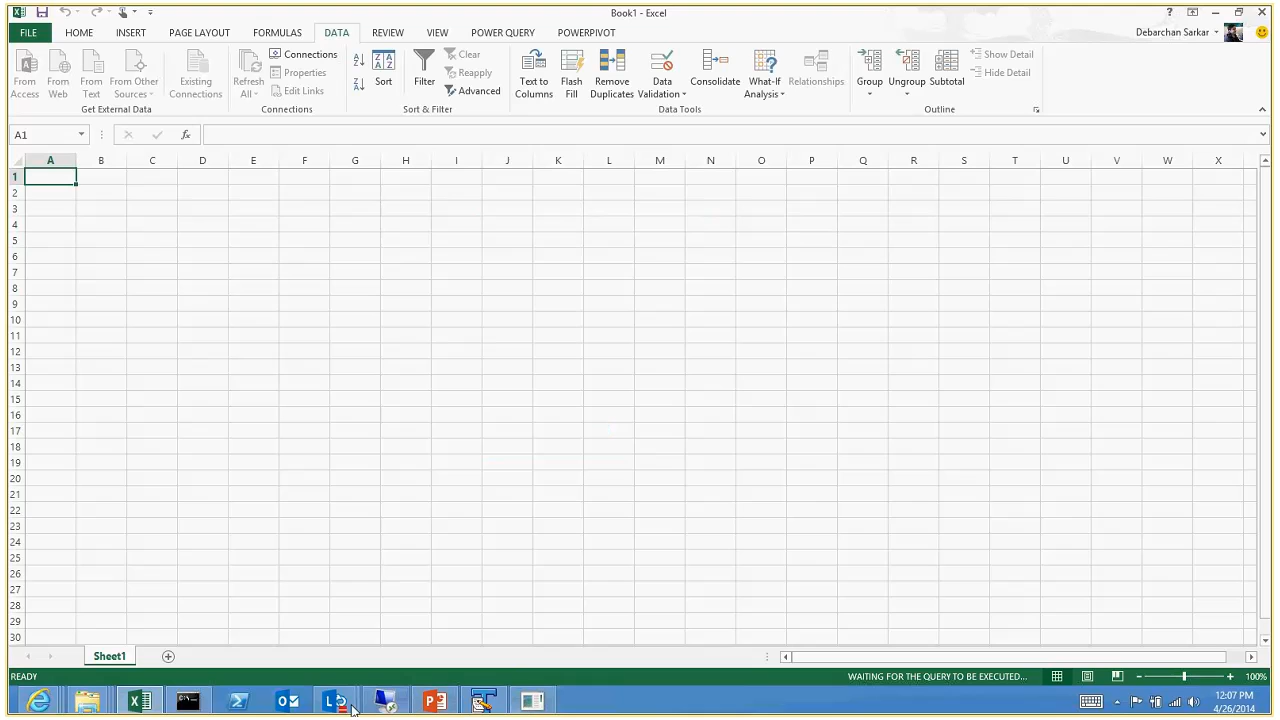 Book1 - Excel
?
FILE HOME INSERT PAGE LAYOUT FORMULAS DATA REVIEW VIEW POWER QUERY POWERPIVOT Debarchan Sarkar
From Access
From Web
From Text
From Other Sources
Existing Connections
Get External Data
Refresh All
Connections
Properties
Edit Links
Connections
Sort
Filter
Clear
Reapply
Advanced
Sort & Filter
Text to Columns
Flash Fill
Remove Duplicates
Data Validation
Consolidate
What-If Analysis
Relationships
Data Tools
Group
Ungroup
Subtotal
Show Detail
Hide Detail
Outline
A1 fx
A B C D E F G H I J K L M N O P Q R S T U V W X
1
2
3
4
5
6
7
8
9
10
11
12
13
14
15
16
17
18
19
20
21
22
23
24
25
26
27
28
29
30
Sheet1
READY WAITING FOR THE QUERY TO BE EXECUTED... 100%
12:07 PM
4/26/2014